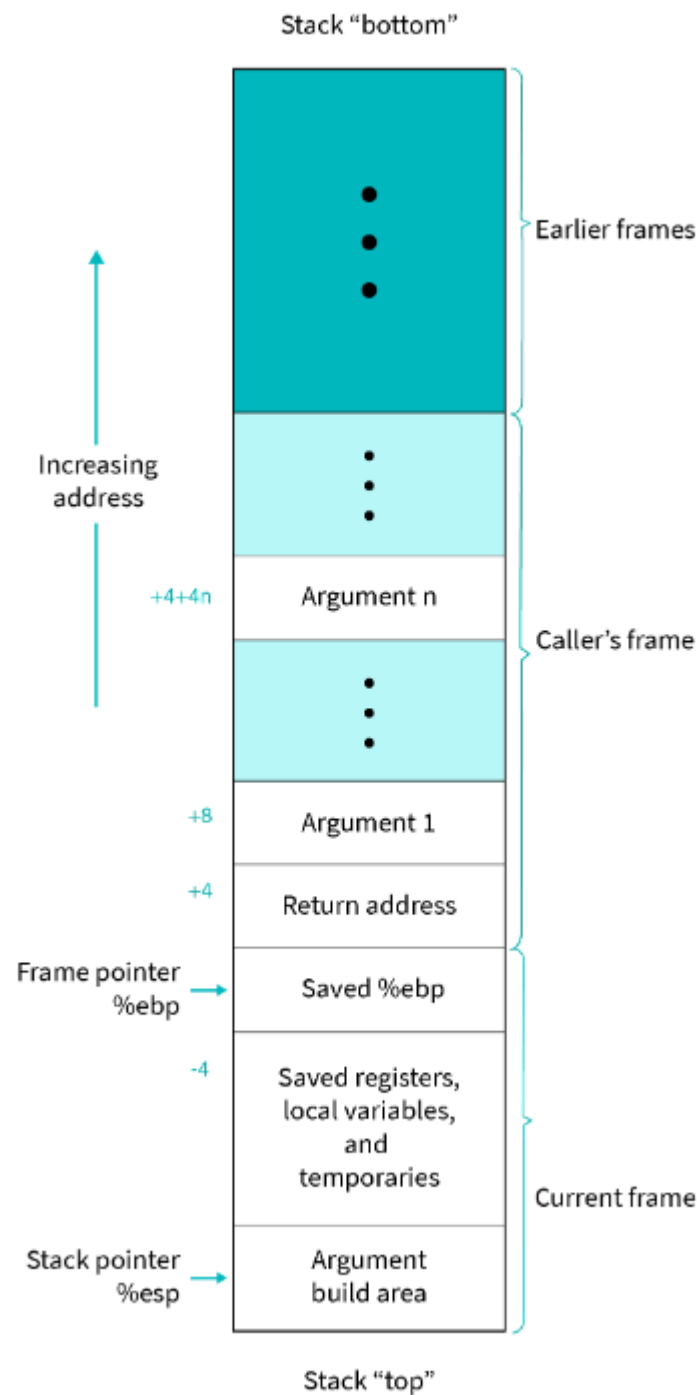 Stack “bottom”
Earlier frames
Increasing
address
+4+4n
Argument n
Caller’s frame
+8
Argument 1
+4
Return address
Frame pointer
%ebp
Saved %ebp
-4
Saved registers,
local variables,
and
temporaries
Current frame
Stack pointer
%esp
Argument
build area
Stack “top”